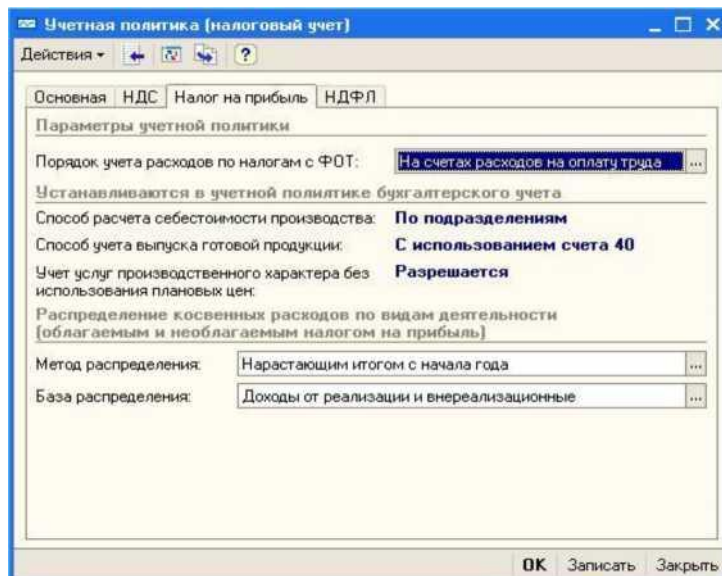 Учетная политика (налоговый учет)
Действия
Основная НДС Налог на прибыль НДФЛ
Параметры учетной политики
Порядок учета расходов по налогам с ФОТ: На счетах расходов на оплату труда ...
Устанавливаются в учетной полилтике бухгалтерского учета
Способ расчета себестоимости производства: По подразделениям
Способ учета выпуска готовой продукции: С использованием счета 40
Учет услуг производственного характера без Разрешается
использования плановых цен:
Распределение косвенных расходов по видам деятельности
(облагаемым и необлагаемым налогом на прибыль)
Метод распределения: Нарастающим итогом с начала года ...
База распределения: Доходы от реализации и внереализационные ...
OK Записать Закрыть